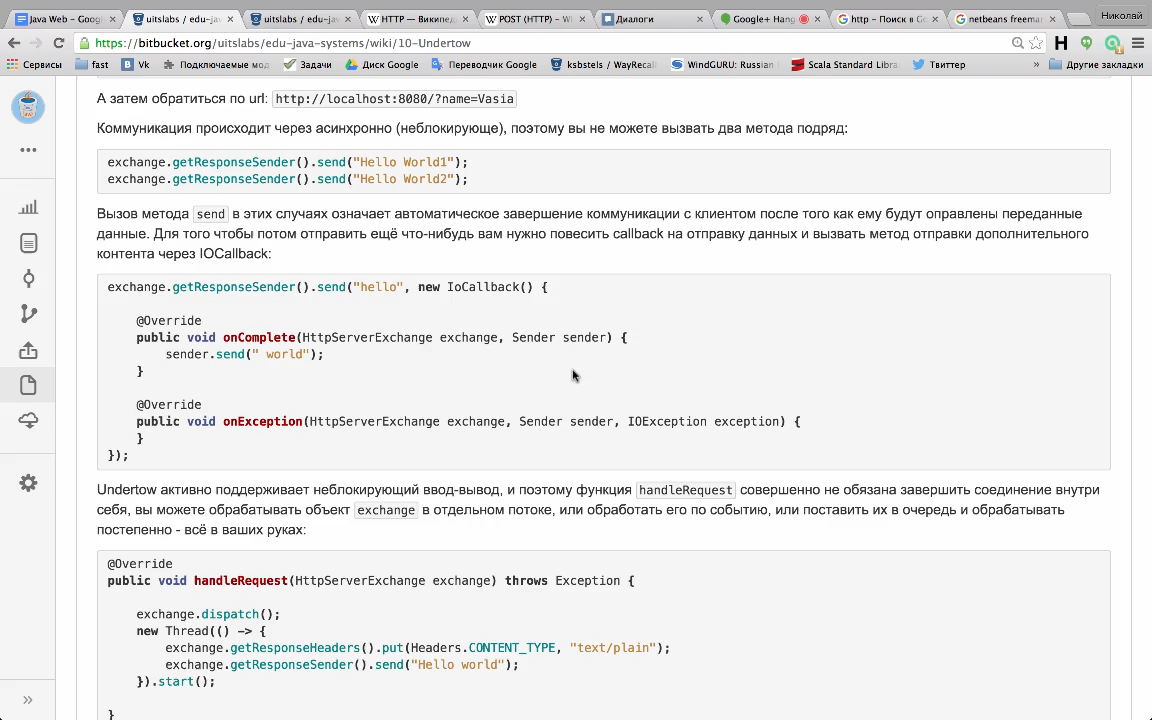 Java Web - Googl
uitslabs / edu-jav
uitslabs / edu-jav
HTTP — Википед
POST (HTTP) – Wi
Диалоги
Google+ Hang
http - Поиск в Go
netbeans freemar
Николай
https://bitbucket.org/uitslabs/edu-java-systems/wiki/10-Undertow
Сервисы
fast
Vk
Подключаемые мод
Задачи
Диск Google
Переводчик Google
ksbstels / WayRecall
WindGURU: Russian
Scala Standard Libra
Твиттер
»
Другие закладки
А затем обратиться по url: http://localhost:8080/?name=Vasia
Коммуникация происходит через асинхронно (неблокирующе), поэтому вы не можете вызвать два метода подряд:
exchange.getResponseSender().send("Hello World1");
exchange.getResponseSender().send("Hello World2");
Вызов метода send в этих случаях означает автоматическое завершение коммуникации с клиентом после того как ему будут оправлены переданные
данные. Для того чтобы потом отправить ещё что-нибудь вам нужно повесить callback на отправку данных и вызвать метод отправки дополнительного
контента через IOCallback:
exchange.getResponseSender().send("hello", new IoCallback() {
@Override
public void onComplete(HttpServerExchange exchange, Sender sender) {
sender.send(" world");
}
@Override
public void onException(HttpServerExchange exchange, Sender sender, IOException exception) {
}
});
Undertow активно поддерживает неблокирующий ввод-вывод, и поэтому функция handleRequest совершенно не обязана завершить соединение внутри
себя, вы можете обрабатывать объект exchange в отдельном потоке, или обработать его по событию, или поставить их в очередь и обрабатывать
постепенно - всё в ваших руках:
@Override
public void handleRequest(HttpServerExchange exchange) throws Exception {
exchange.dispatch();
new Thread(() -> {
exchange.getResponseHeaders().put(Headers.CONTENT_TYPE, "text/plain");
exchange.getResponseSender().send("Hello world");
}).start();
}